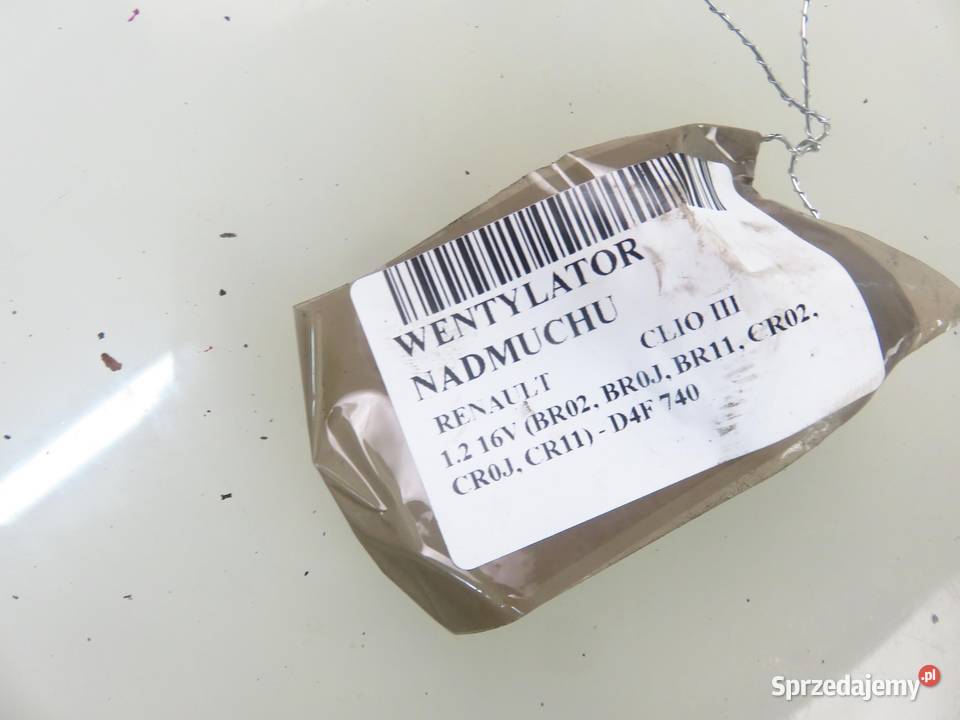 WENTYLATOR
NADMUCHU
RENAULT CLIO III
1.2 16V (BR02, BR0J, BR11, CR02,
CR0J, CR11) - D4F 740
Sprzedajemy.pl